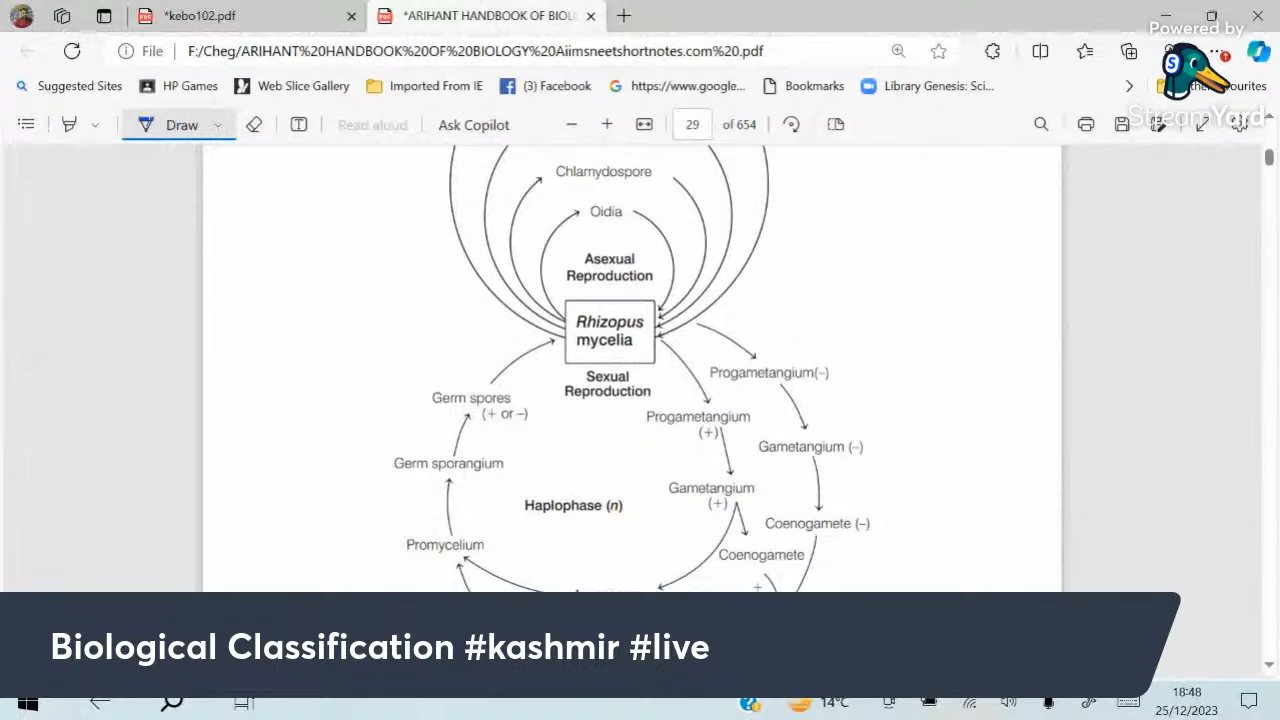 *kebo102.pdf
*ARIHANT HANDBOOK OF BIOL
Powered by
File
F:/Cheg/ARIHANT%20HANDBOOK%20OF%20BIOLOGY%20Aiimsneetshortnotes.com%20.pdf
Suggested Sites
HP Games
Web Slice Gallery
Imported From IE
(3) Facebook
https://www.google...
Bookmarks
Library Genesis: Sci...
favourites
StreamYard
Draw
Read aloud
Ask Copilot
29
of 654
Chlamydospore
Oidia
Asexual
Reproduction
Rhizopus
mycelia
Sexual
Reproduction
Progametangium(–)
Germ spores
(+ or –)
Progametangium
(+)
Gametangium (–)
Germ sporangium
Gametangium
(+)
Haplophase (n)
Coenogamete (–)
Promycelium
Coenogamete
+
Biological Classification #kashmir #live
14°C
18:48
25/12/2023